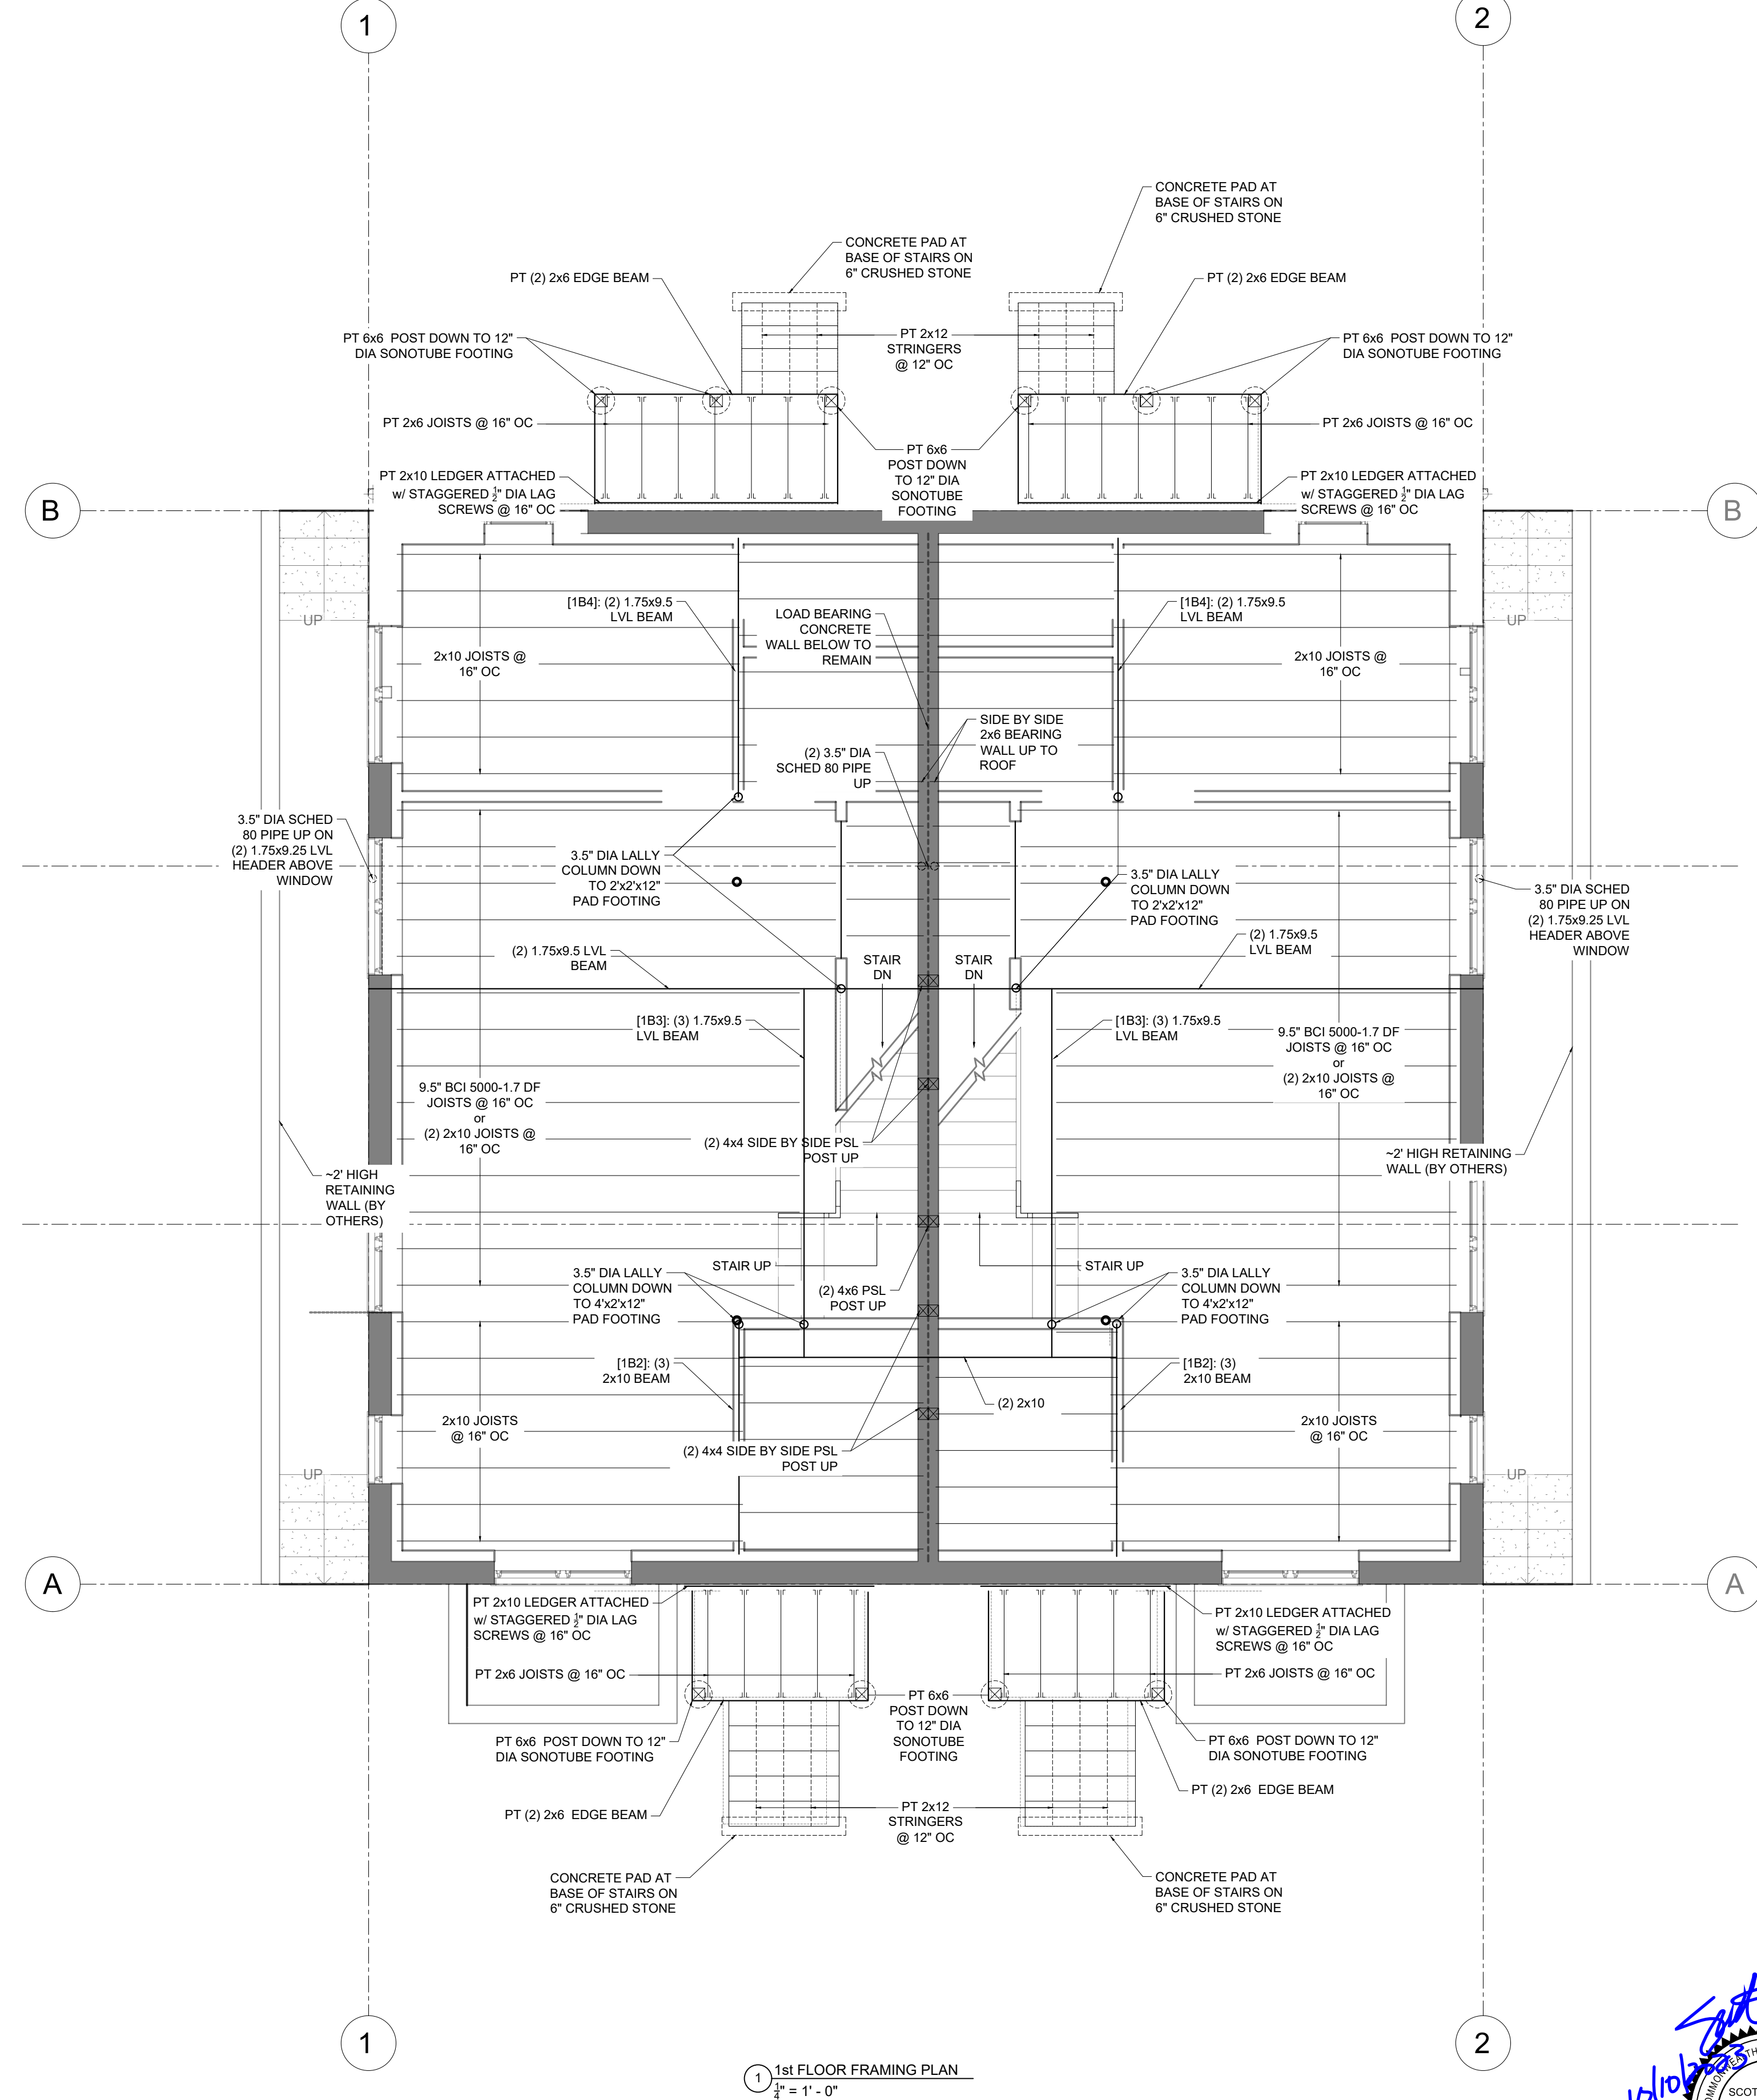 1
2
CONCRETE PAD AT
BASE OF STAIRS ON
6" CRUSHED STONE
CONCRETE PAD AT
BASE OF STAIRS ON
6" CRUSHED STONE
PT (2) 2x6 EDGE BEAM
PT (2) 2x6 EDGE BEAM
PT 6x6 POST DOWN TO 12"
DIA SONOTUBE FOOTING
PT 2x12
STRINGERS
@ 12" OC
PT 6x6 POST DOWN TO 12"
DIA SONOTUBE FOOTING
PT 2x6 JOISTS @ 16" OC
PT 2x6 JOISTS @ 16" OC
PT 6x6
POST DOWN
TO 12" DIA
SONOTUBE
FOOTING
PT 2x10 LEDGER ATTACHED
w/ STAGGERED ½" DIA LAG
SCREWS @ 16" OC
PT 2x10 LEDGER ATTACHED
w/ STAGGERED ½" DIA LAG
SCREWS @ 16" OC
B
B
UP
UP
[1B4]: (2) 1.75x9.5
LVL BEAM
LOAD BEARING
CONCRETE
WALL BELOW TO
REMAIN
[1B4]: (2) 1.75x9.5
LVL BEAM
2x10 JOISTS @
16" OC
2x10 JOISTS @
16" OC
SIDE BY SIDE
2x6 BEARING
WALL UP TO
ROOF
(2) 3.5" DIA
SCHED 80 PIPE
UP
3.5" DIA SCHED
80 PIPE UP ON
(2) 1.75x9.25 LVL
HEADER ABOVE
WINDOW
3.5" DIA LALLY
COLUMN DOWN
TO 2'x2'x12"
PAD FOOTING
3.5" DIA LALLY
COLUMN DOWN
TO 2'x2'x12"
PAD FOOTING
3.5" DIA SCHED
80 PIPE UP ON
(2) 1.75x9.25 LVL
HEADER ABOVE
WINDOW
(2) 1.75x9.5 LVL
BEAM
STAIR
DN
STAIR
DN
(2) 1.75x9.5
LVL BEAM
[1B3]: (3) 1.75x9.5
LVL BEAM
[1B3]: (3) 1.75x9.5
LVL BEAM
9.5" BCI 5000-1.7 DF
JOISTS @ 16" OC
or
(2) 2x10 JOISTS @
16" OC
9.5" BCI 5000-1.7 DF
JOISTS @ 16" OC
or
(2) 2x10 JOISTS @
16" OC
(2) 4x4 SIDE BY SIDE PSL
POST UP
~2' HIGH
RETAINING
WALL (BY
OTHERS)
~2' HIGH RETAINING
WALL (BY OTHERS)
STAIR UP
STAIR UP
3.5" DIA LALLY
COLUMN DOWN
TO 4'x2'x12"
PAD FOOTING
(2) 4x6 PSL
POST UP
3.5" DIA LALLY
COLUMN DOWN
TO 4'x2'x12"
PAD FOOTING
[1B2]: (3)
2x10 BEAM
[1B2]: (3)
2x10 BEAM
(2) 2x10
2x10 JOISTS
@ 16" OC
2x10 JOISTS
@ 16" OC
(2) 4x4 SIDE BY SIDE PSL
POST UP
UP
UP
A
A
PT 2x10 LEDGER ATTACHED
w/ STAGGERED ½" DIA LAG
SCREWS @ 16" OC
PT 2x10 LEDGER ATTACHED
w/ STAGGERED ½" DIA LAG
SCREWS @ 16" OC
PT 2x6 JOISTS @ 16" OC
PT 2x6 JOISTS @ 16" OC
PT 6x6
POST DOWN
TO 12" DIA
SONOTUBE
FOOTING
PT 6x6 POST DOWN TO 12"
DIA SONOTUBE FOOTING
PT 6x6 POST DOWN TO 12"
DIA SONOTUBE FOOTING
PT (2) 2x6 EDGE BEAM
PT (2) 2x6 EDGE BEAM
PT 2x12
STRINGERS
@ 12" OC
CONCRETE PAD AT
BASE OF STAIRS ON
6" CRUSHED STONE
CONCRETE PAD AT
BASE OF STAIRS ON
6" CRUSHED STONE
1
2
1 1st FLOOR FRAMING PLAN
¼" = 1' - 0"
10/10/2023
SCOT